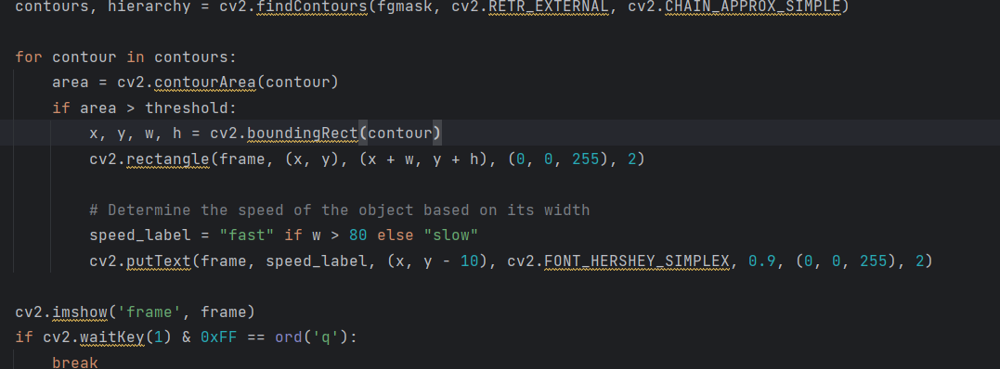 contours, hierarchy = cv2.findContours(fgmask, cv2.RETR_EXTERNAL, cv2.CHAIN_APPROX_SIMPLE)

for contour in contours:
    area = cv2.contourArea(contour)
    if area > threshold:
        x, y, w, h = cv2.boundingRect(contour)
        cv2.rectangle(frame, (x, y), (x + w, y + h), (0, 0, 255), 2)

        # Determine the speed of the object based on its width
        speed_label = "fast" if w > 80 else "slow"
        cv2.putText(frame, speed_label, (x, y - 10), cv2.FONT_HERSHEY_SIMPLEX, 0.9, (0, 0, 255), 2)

cv2.imshow('frame', frame)
if cv2.waitKey(1) & 0xFF == ord('q'):
    break